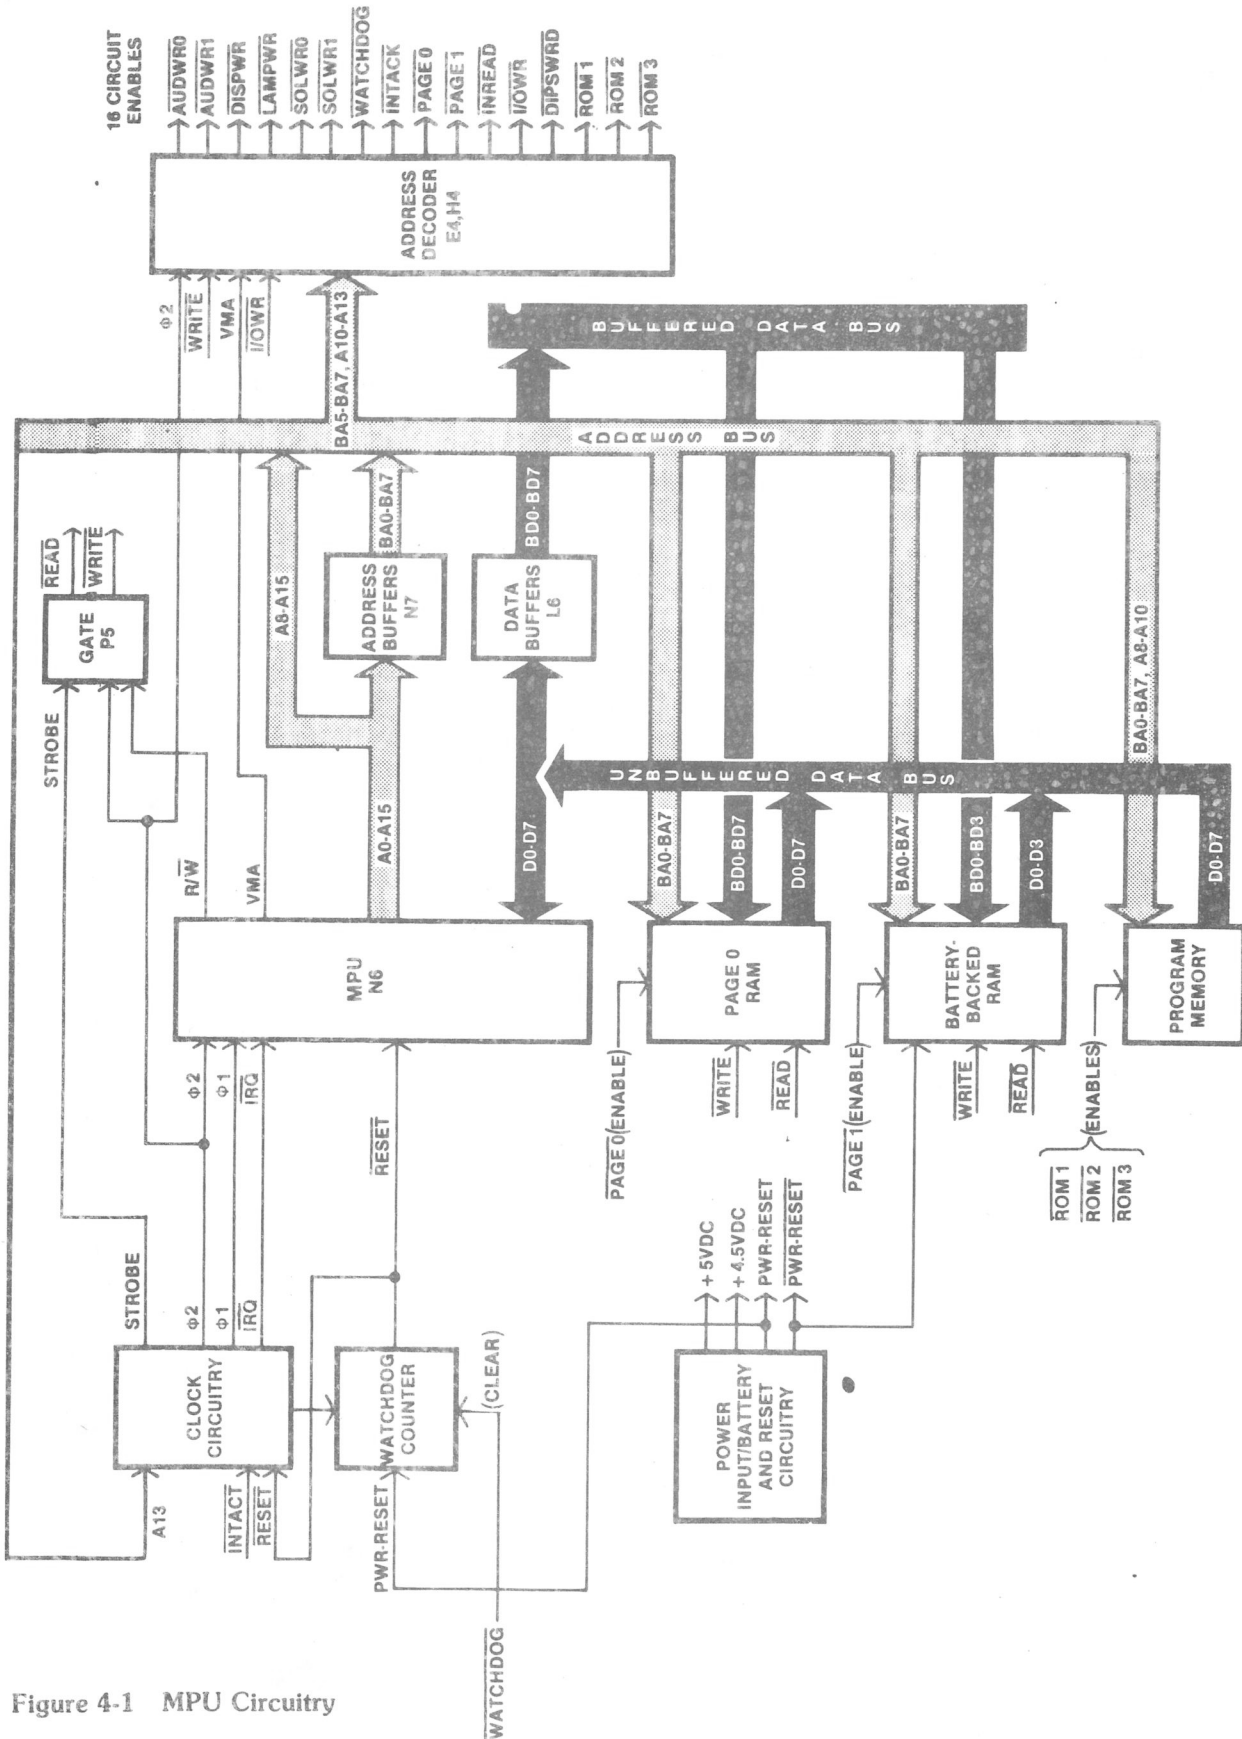 16 CIRCUIT
ENABLES
AUDWR0
AUDWR1
DISPWR
LAMPWR
SOLWR0
SOLWR1
WATCHDOG
INTACK
PAGE 0
PAGE 1
INREAD
I/OWR
DIPSWRD
ROM 1
ROM 2
ROM 3
ADDRESS
DECODER
E4,H4
Φ2
WRITE
VMA
I/OWR
BA5-BA7, A10-A13
BUFFERED DATA BUS
ADDRESS BUS
READ
WRITE
GATE
P5
STROBE
A8-A15
ADDRESS
BUFFERS
N7
BA0-BA7
DATA
BUFFERS
L6
BD0-BD7
R/W
VMA
A0-A15
D0-D7
UNBUFFERED DATA BUS
BA0-BA7
BD0-BD7
D0-D7
BA0-BA7
BD0-BD3
D0-D3
BA0-BA7, A8-A10
D0-D7
MPU
N6
Φ2
Φ1
IRQ
RESET
PAGE 0
RAM
PAGE 0(ENABLE)
WRITE
READ
BATTERY-
BACKED
RAM
PAGE 1(ENABLE)
WRITE
READ
PROGRAM
MEMORY
(ENABLES)
ROM 1
ROM 2
ROM 3
STROBE
Φ2
Φ1
IRQ
CLOCK
CIRCUITRY
A13
INTACT
RESET
WATCHDOG
COUNTER
(CLEAR)
PWR-RESET
WATCHDOG
+ 5VDC
+ 4.5VDC
PWR-RESET
PWR-RESET
POWER
INPUT/BATTERY
AND RESET
CIRCUITRY
Figure 4-1 MPU Circuitry